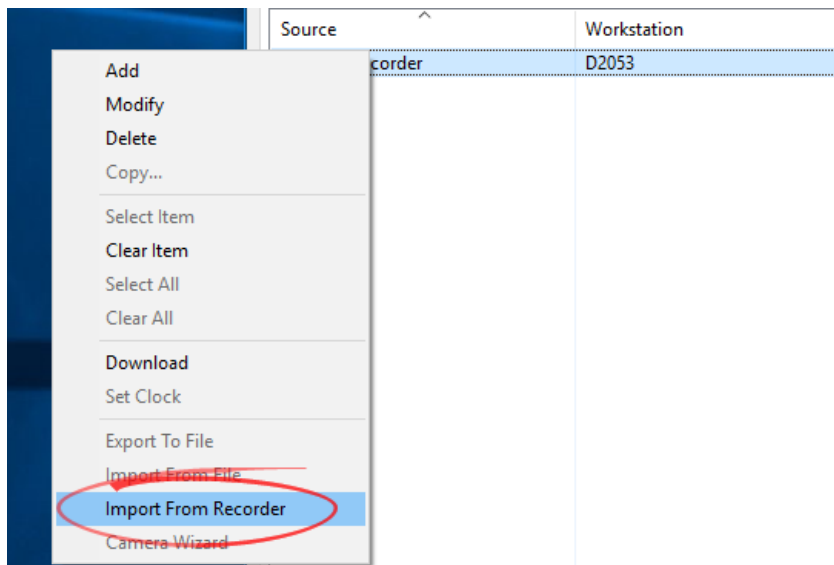 Source Workstation
corder D2053
Add
Modify
Delete
Copy...
Select Item
Clear Item
Select All
Clear All
Download
Set Clock
Export To File
Import From File
Import From Recorder
Camera Wizard